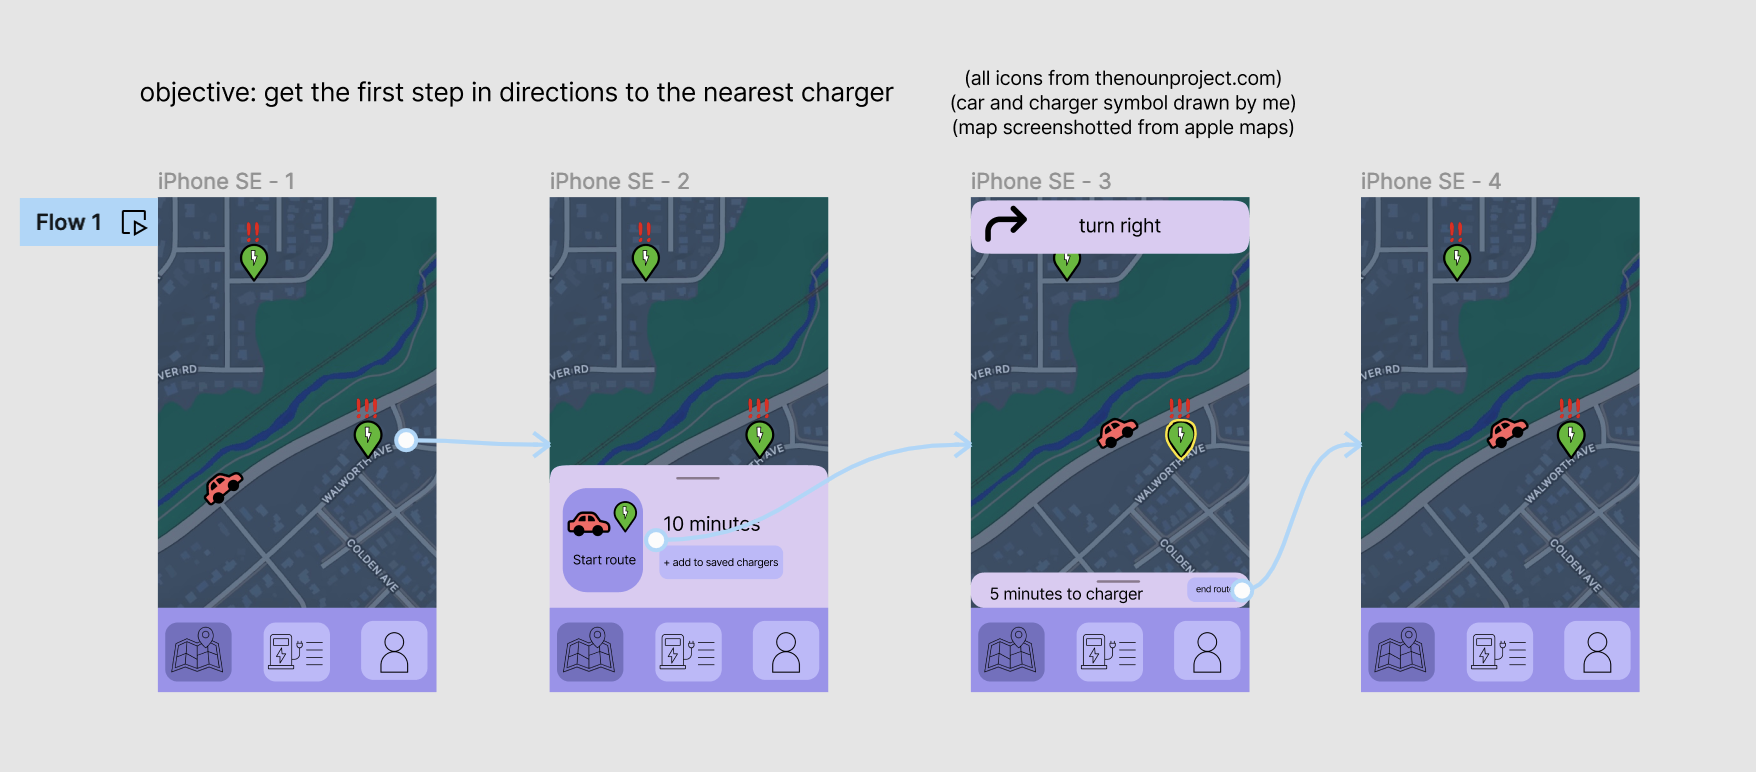 objective: get the first step in directions to the nearest charger
(all icons from thenounproject.com)
(car and charger symbol drawn by me)
(map screenshotted from apple maps)
iPhone SE - 1
iPhone SE - 2
iPhone SE - 3
iPhone SE - 4
Flow 1
!!
VER RD
!!!
WALWORTH AVE
COLDEN AVE
!!
VER RD
!!!
TH AVE
10 minutes
Start route
+ add to saved chargers
turn right
VER RD
!!!
WALWORTH AVE
COLDEN AVE
5 minutes to charger
end rout
!!
VER RD
!!!
WALWORTH AVE
COLDEN AVE